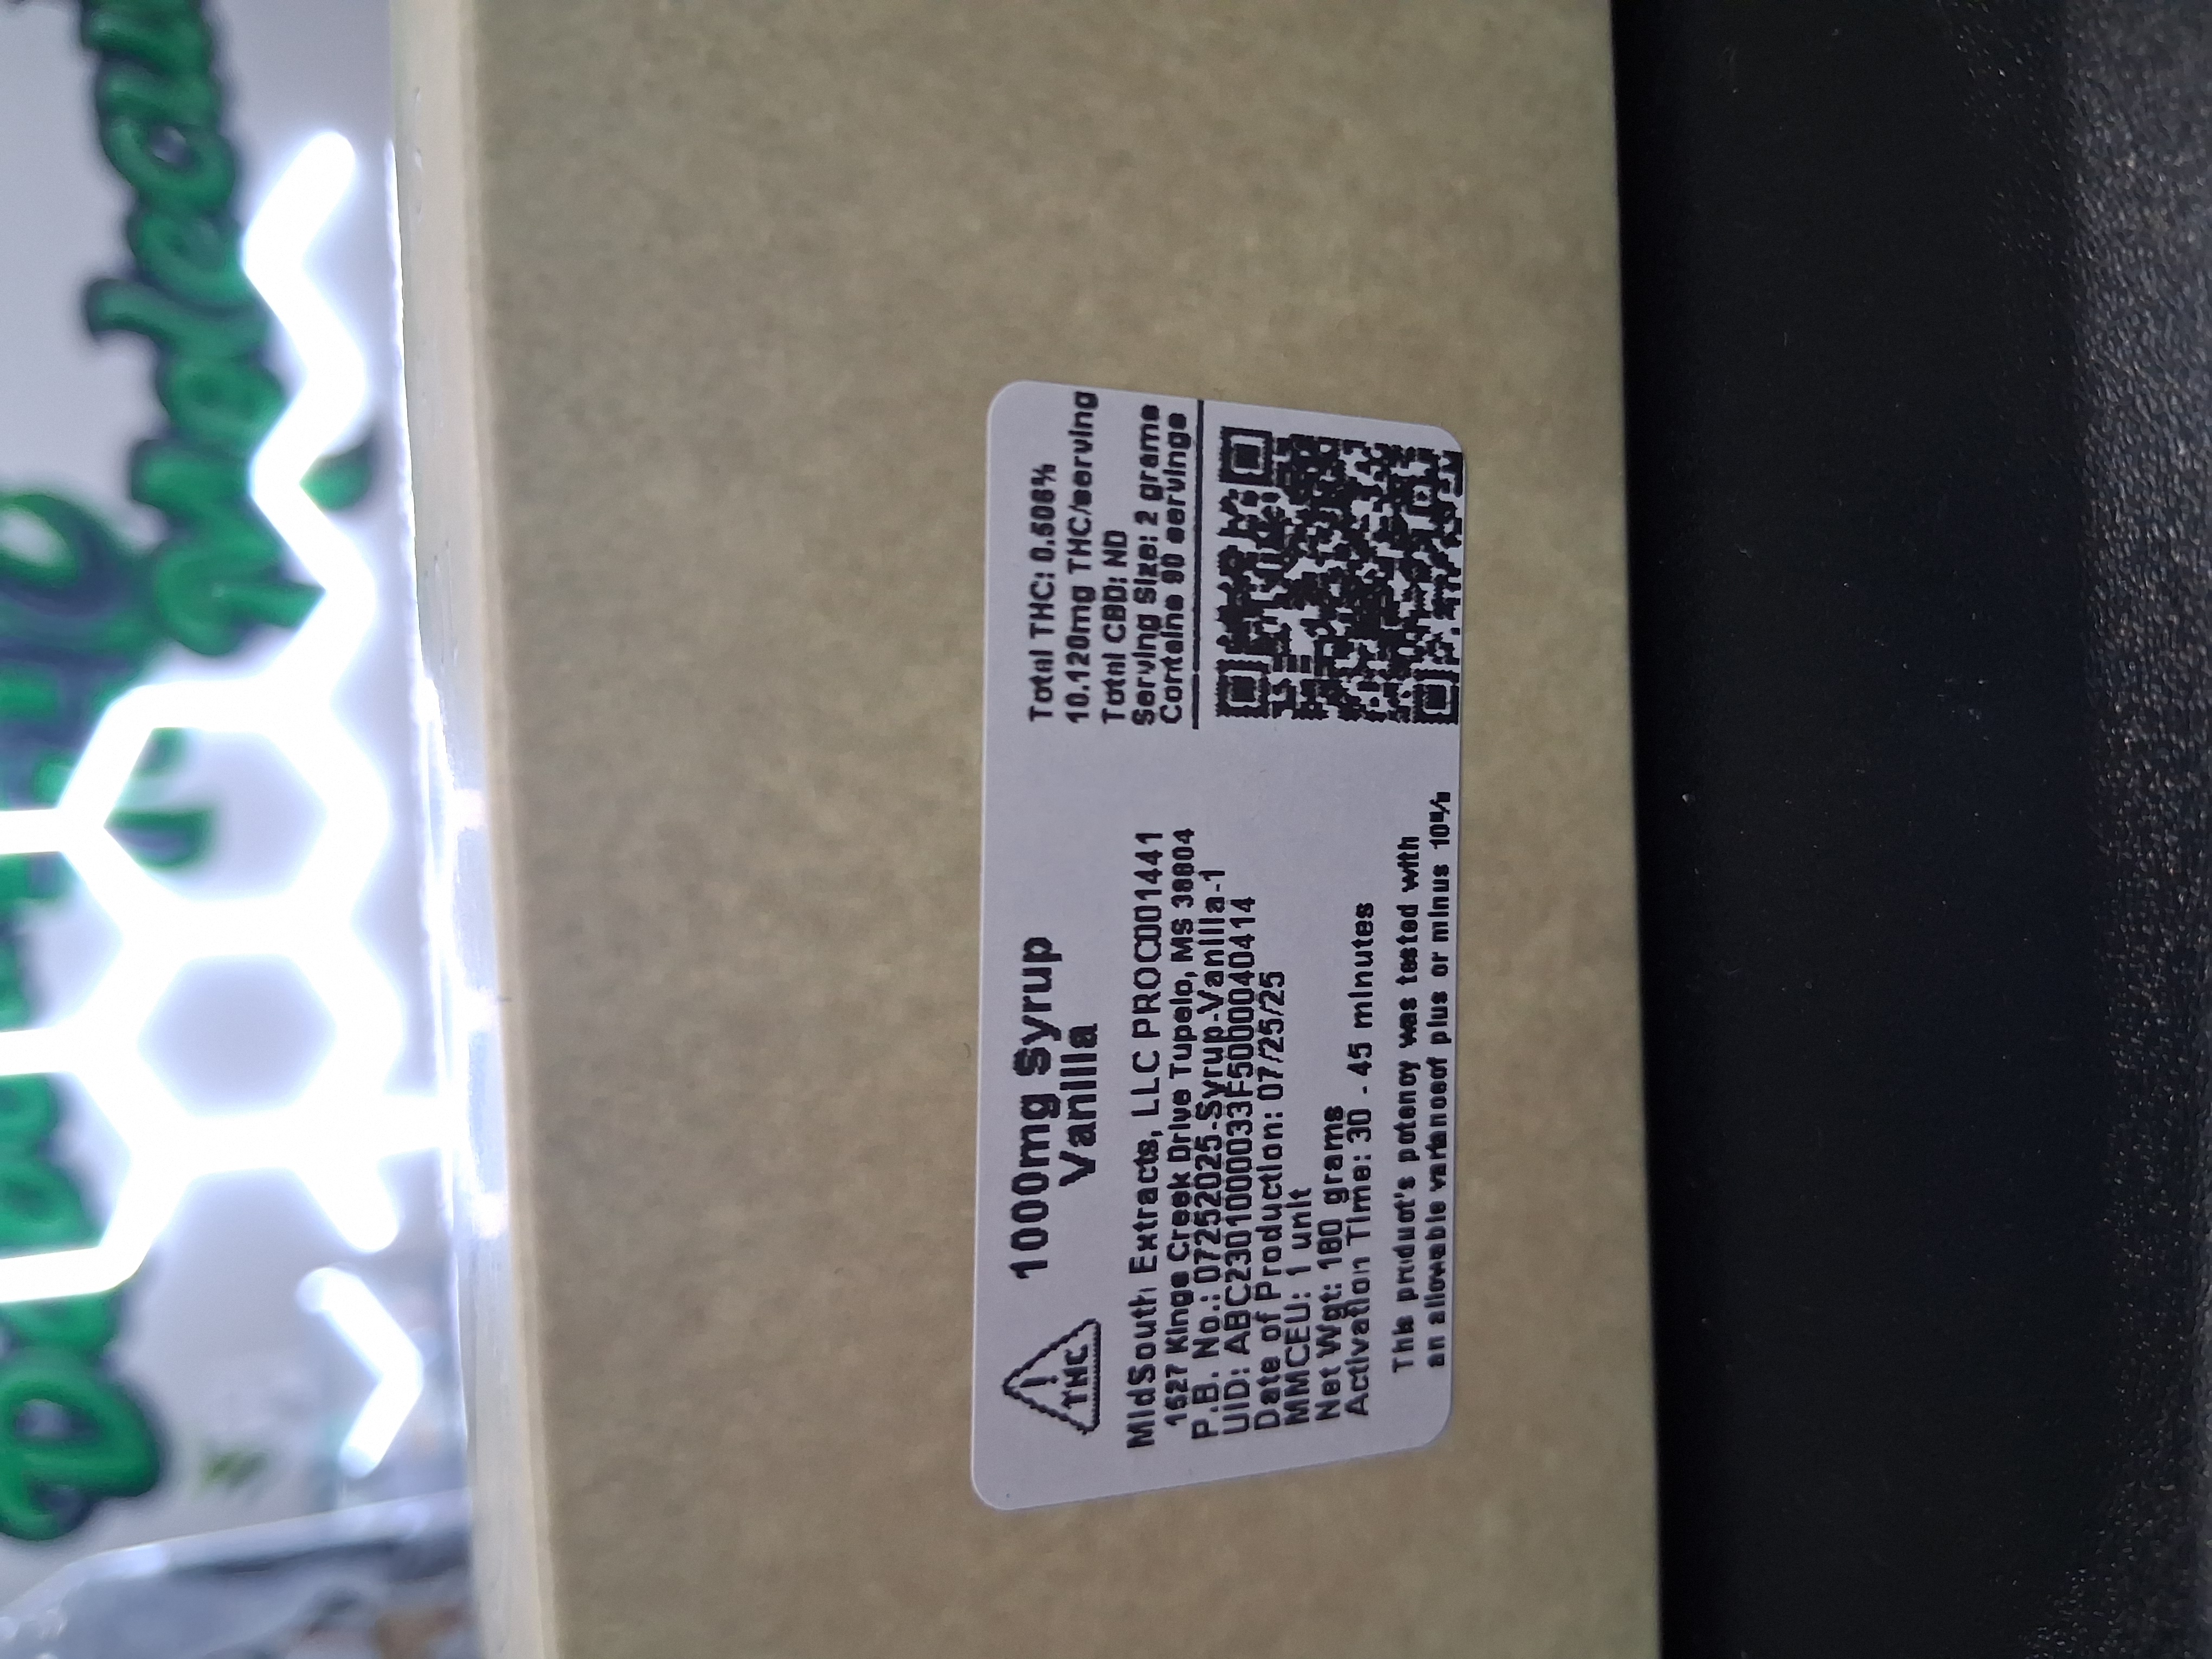 1000mg Syrup
Vanilla
THC
MidSouth Extracts, LLC PROC001441
1527 Kings Creek Drive Tupelo, MS 38804
P.B. No.: 07252025-Syrup-Vanilla-1
Date of Production: 07/25/25
MMCEU: 1 unit
Net Wgt: 180 grams
Activation Time: 30 - 45 minutes
This product's potency was tested with
an allowable varianceof plus or minus 10%
Total THC: 0.506%
10.120mg THC/serving
Total CBD: ND
Serving Size: 2 grams
Contains 90 servings